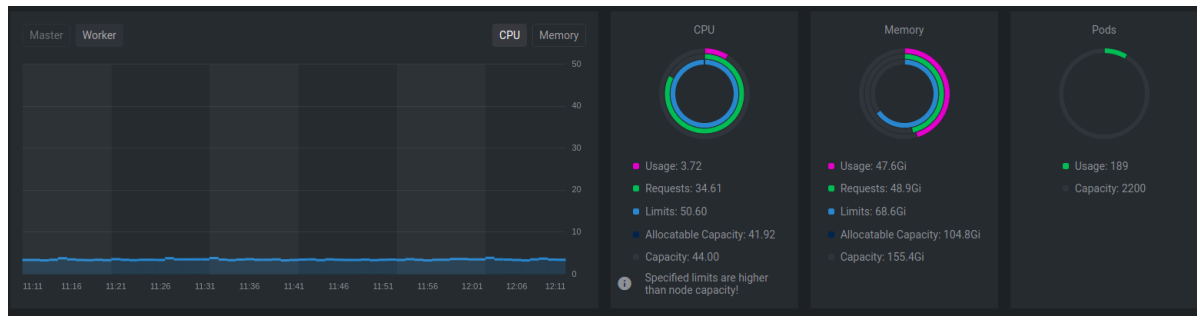 Master
Worker
CPU
Memory
50
40
30
20
10
0
11:11 11:16 11:21 11:26 11:31 11:36 11:41 11:46 11:51 11:56 12:01 12:06 12:11
CPU
Usage: 3.72
Requests: 34.61
Limits: 50.60
Allocatable Capacity: 41.92
Capacity: 44.00
Specified limits are higher
than node capacity!
Memory
Usage: 47.6Gi
Requests: 48.9Gi
Limits: 68.6Gi
Allocatable Capacity: 104.8Gi
Capacity: 155.4Gi
Pods
Usage: 189
Capacity: 2200